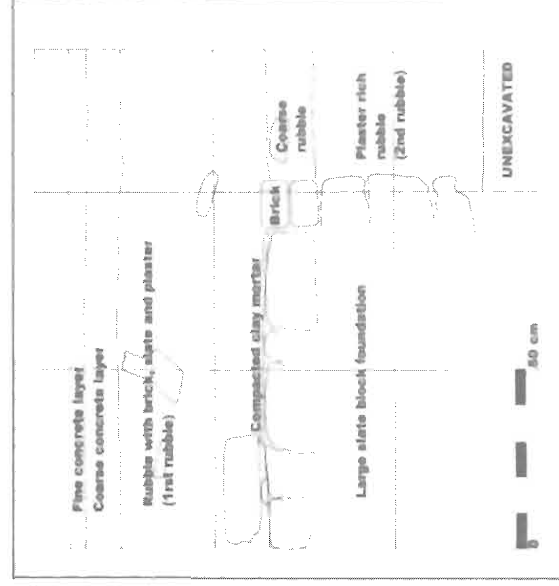 Fine concrete layer
Coarse concrete layer
Rubble with brick, slate and plaster
(1rst rubble)
Compacted clay mortar
Brick
Coarse
rubble
Large slate block foundation
Plaster rich
rubble
(2nd rubble)
UNEXCAVATED
0
50 cm